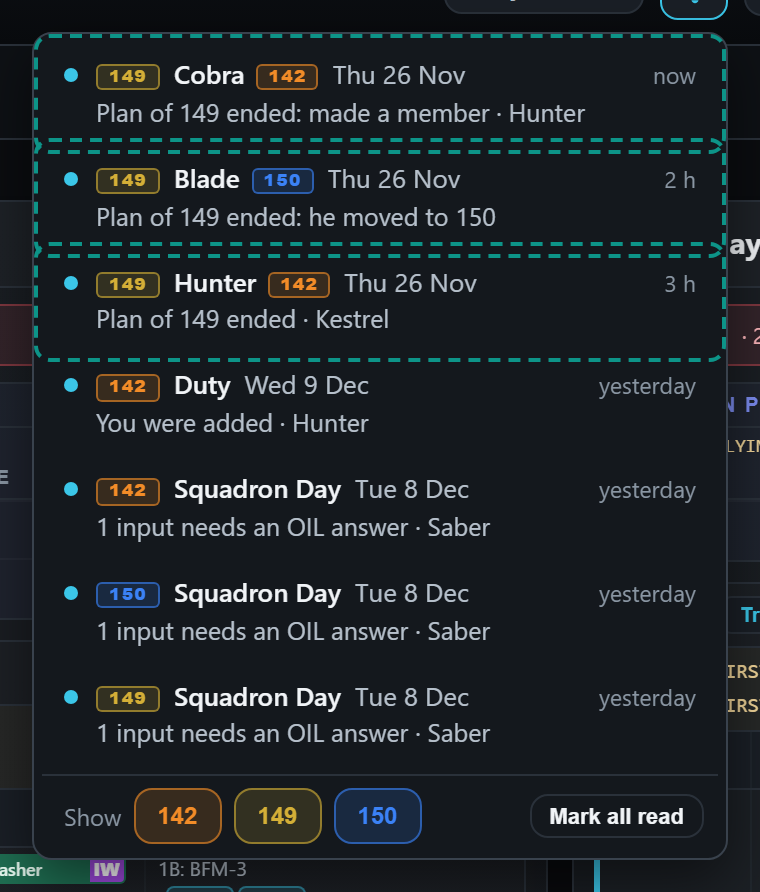 149 Cobra 142 Thu 26 Nov now
Plan of 149 ended: made a member · Hunter
149 Blade 150 Thu 26 Nov 2 h
Plan of 149 ended: he moved to 150
149 Hunter 142 Thu 26 Nov 3 h
Plan of 149 ended · Kestrel
142 Duty Wed 9 Dec yesterday
You were added · Hunter
142 Squadron Day Tue 8 Dec yesterday
1 input needs an OIL answer · Saber
150 Squadron Day Tue 8 Dec yesterday
1 input needs an OIL answer · Saber
149 Squadron Day Tue 8 Dec yesterday
1 input needs an OIL answer · Saber
Show 142 149 150 Mark all read
asher IW 1B: BFM-3